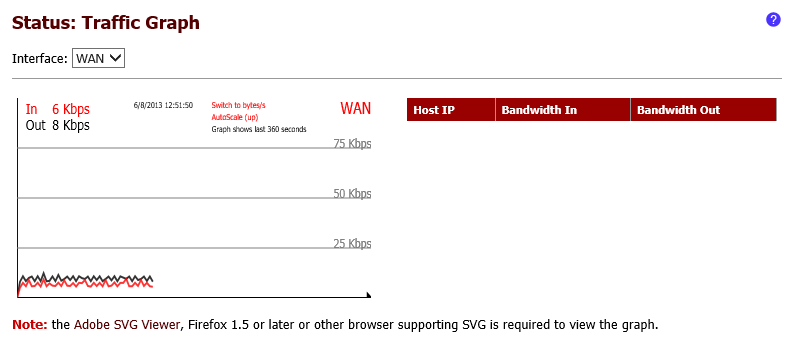 Status: Traffic Graph
?
Interface: WAN
In 6 Kbps
Out 8 Kbps
6/8/2013 12:51:50
Switch to bytes/s
AutoScale (up)
Graph shows last 360 seconds
WAN
75 Kbps
50 Kbps
25 Kbps
Host IP Bandwidth In Bandwidth Out
Note: the Adobe SVG Viewer, Firefox 1.5 or later or other browser supporting SVG is required to view the graph.